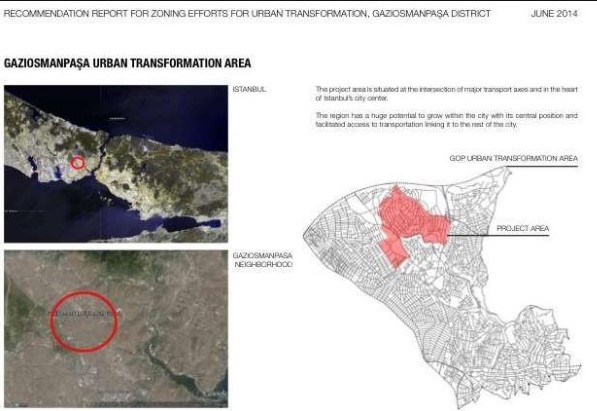 RECOMMENDATION REPORT FOR ZONING EFFORTS FOR URBAN TRANSFORMATION, GAZIOSMANPAŞA DISTRICT
JUNE 2014
GAZIOSMANPAŞA URBAN TRANSFORMATION AREA
ISTANBUL
The project area is situated at the intersection of major transport axes and in the heart
of Istanbul's city center.
The region has a huge potential to grow within the city with its central position and
facilitated access to transportation linking it to the rest of the city.
GOP URBAN TRANSFORMATION AREA
PROJECT AREA
GAZIOSMANPASA
NEIGHBORHOOD